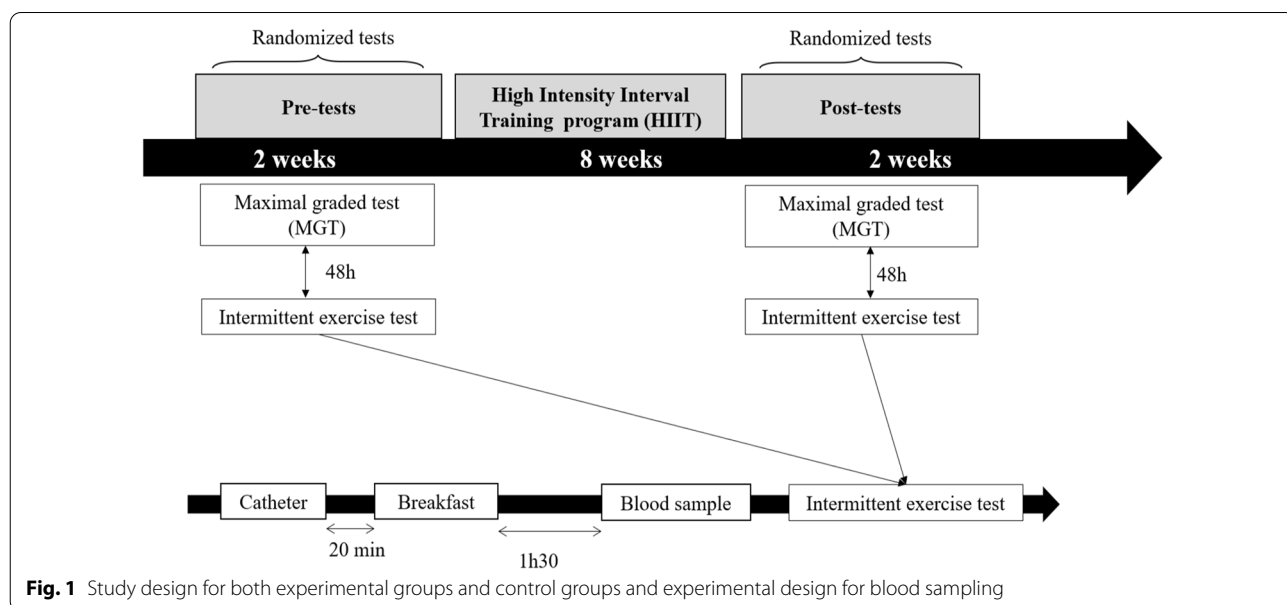 Randomized tests
Randomized tests
Pre-tests
High Intensity Interval
Training program (HIIT)
Post-tests
2 weeks
8 weeks
2 weeks
Maximal graded test
(MGT)
Maximal graded test
(MGT)
48h
48h
Intermittent exercise test
Intermittent exercise test
Catheter
Breakfast
Blood sample
Intermittent exercise test
20 min
1h30
Fig. 1 Study design for both experimental groups and control groups and experimental design for blood sampling